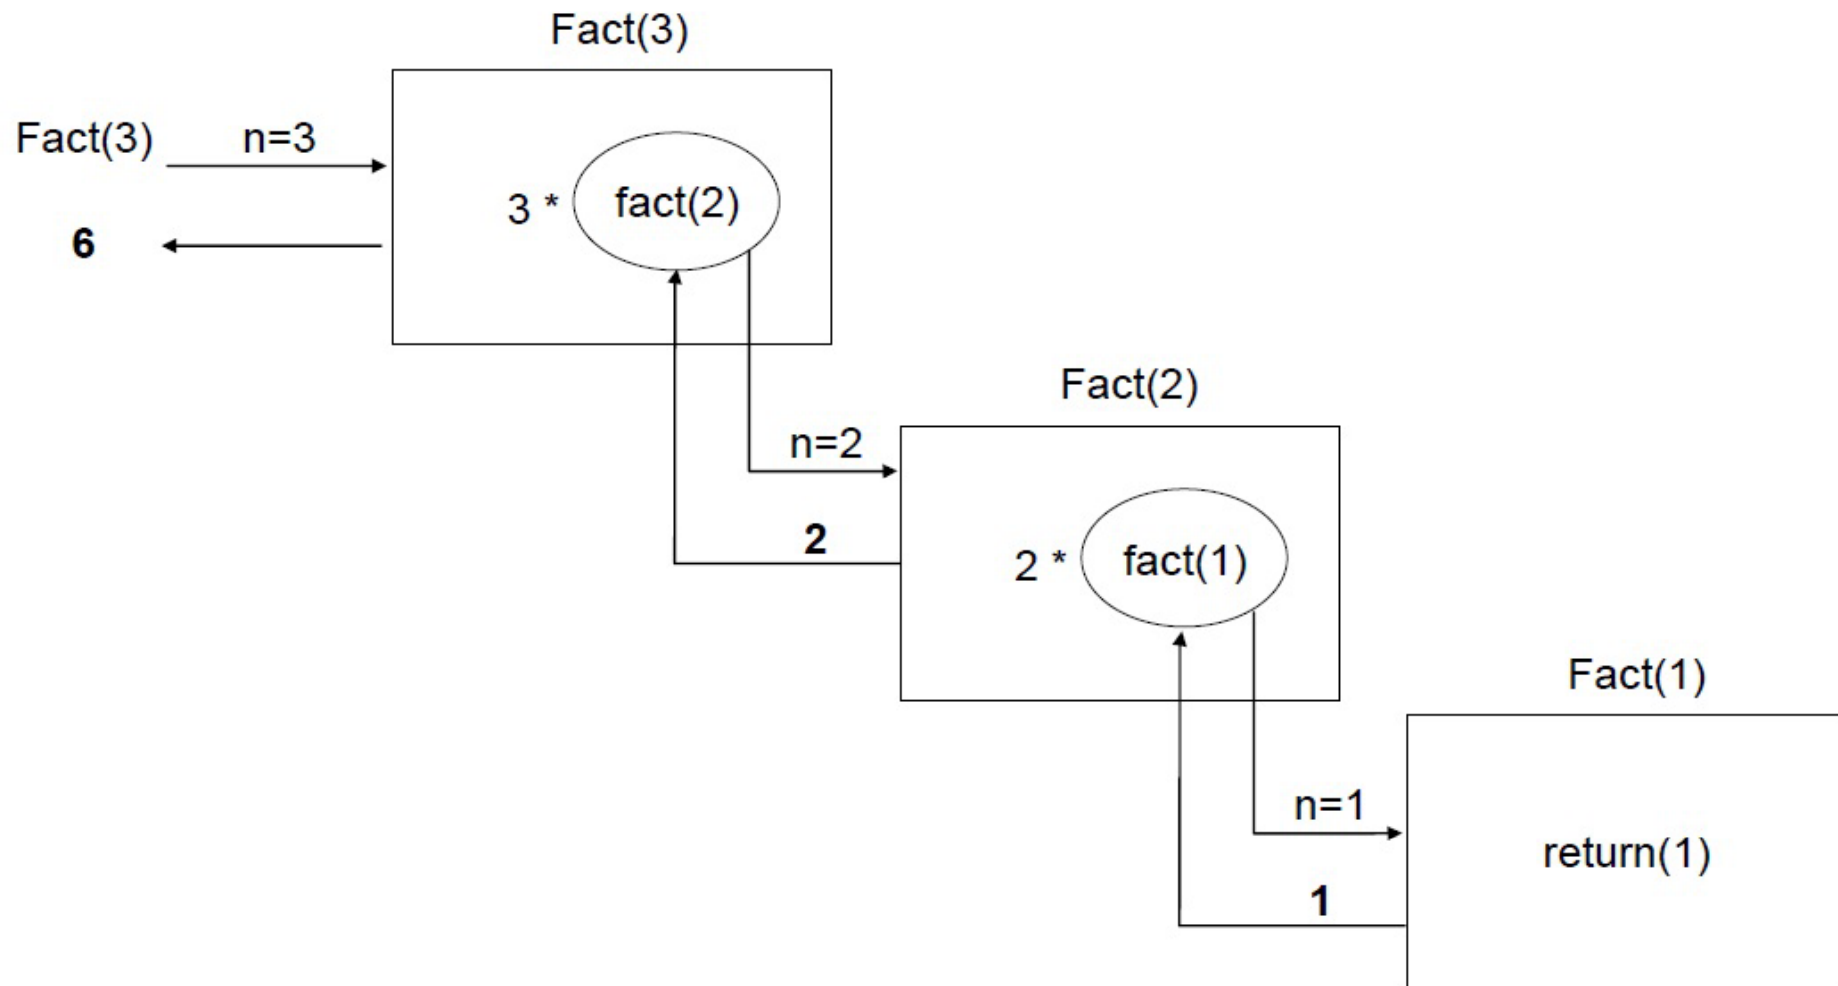 Fact(3)
Fact(3)
n=3
3 *
fact(2)
6
Fact(2)
n=2
2
2 *
fact(1)
Fact(1)
n=1
return(1)
1